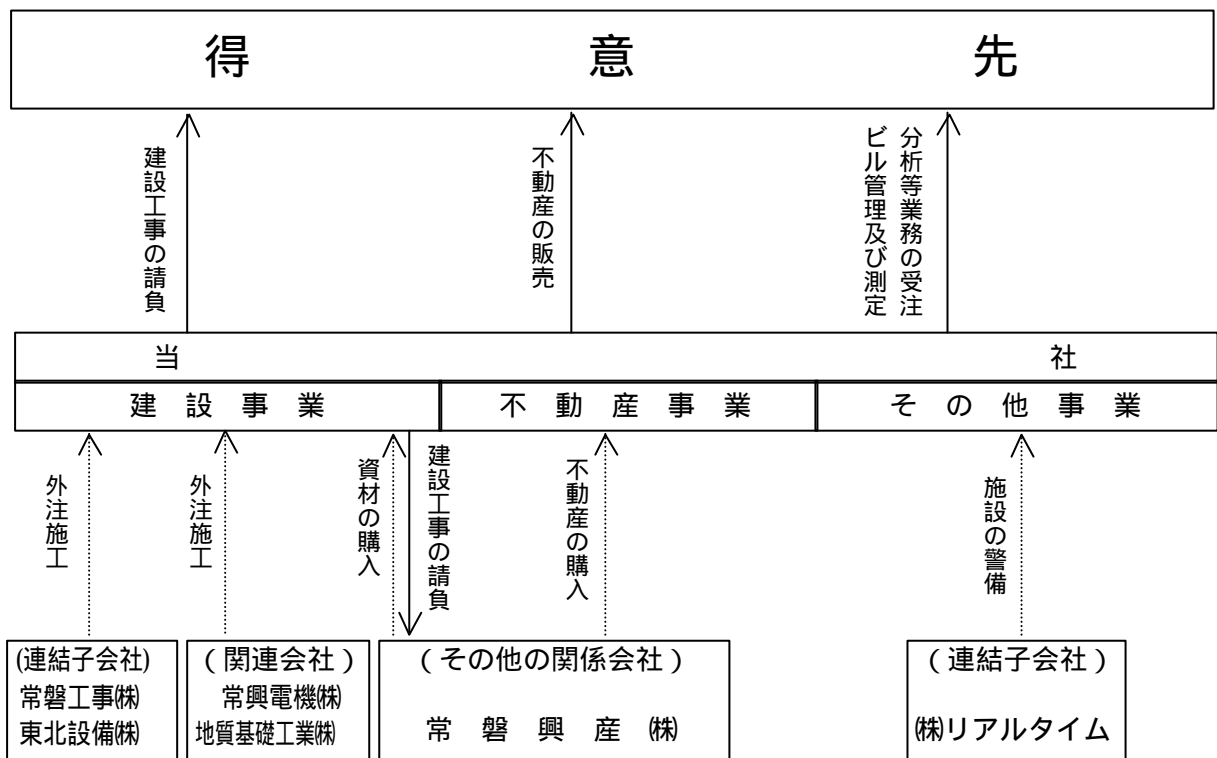 得意先
建設工事の請負
不動産の販売
ビル管理及び測定
分析等業務の受注
当社
建設事業
不動産事業
その他事業
外注施工
外注施工
資材の購入
建設工事の請負
不動産の購入
施設の警備
(連結子会社)
常磐工事㈱
東北設備㈱
(関連会社)
常興電機㈱
地質基礎工業㈱
(その他の関係会社)
常磐興産㈱
(連結子会社)
㈱リアルタイム